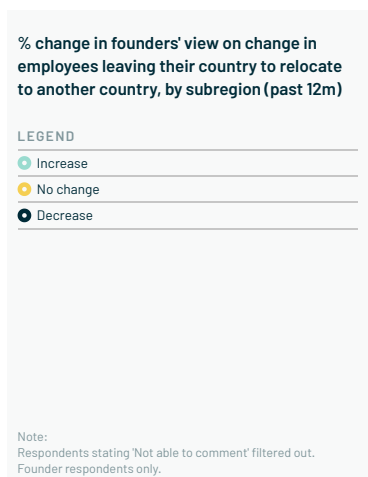 % change in founders' view on change in
employees leaving their country to relocate
to another country, by subregion (past 12m)
LEGEND
Increase
No change
Decrease
Note:
Respondents stating 'Not able to comment' filtered out.
Founder respondents only.